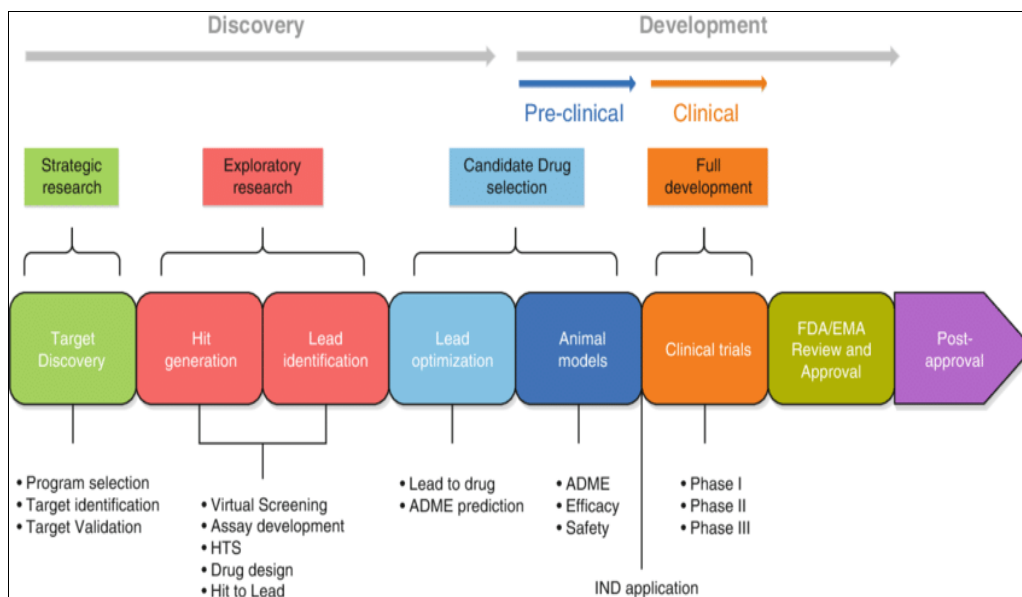 Discovery
Development
Pre-clinical
Clinical
Strategic
research
Exploratory
research
Candidate Drug
selection
Full
development
Target
Discovery
Hit
generation
Lead
identification
Lead
optimization
Animal
models
Clinical trials
FDA/EMA
Review and
Approval
Post-
approval
• Program selection
• Target identification
• Target Validation
• Virtual Screening
• Assay development
• HTS
• Drug design
• Hit to Lead
• Lead to drug
• ADME prediction
• ADME
• Efficacy
• Safety
• Phase I
• Phase II
• Phase III
IND application